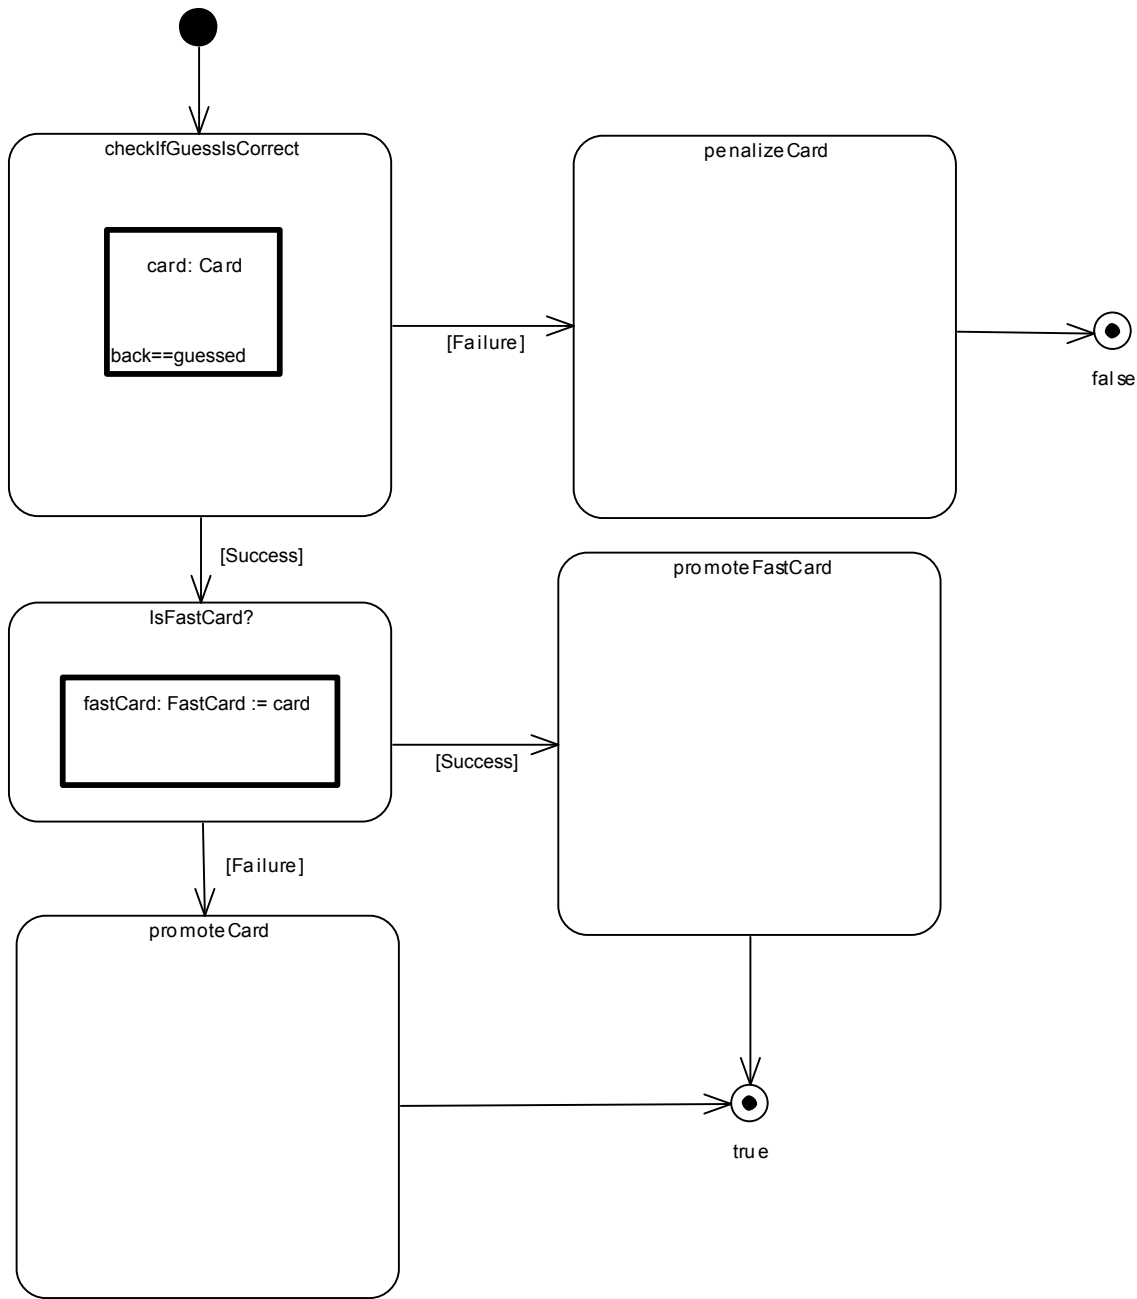 checkIfGuessIsCorrect
penalizeCard
card: Card
back==guessed
[Failure]
false
[Success]
promoteFastCard
IsFastCard?
fastCard: FastCard := card
[Success]
[Failure]
promoteCard
true